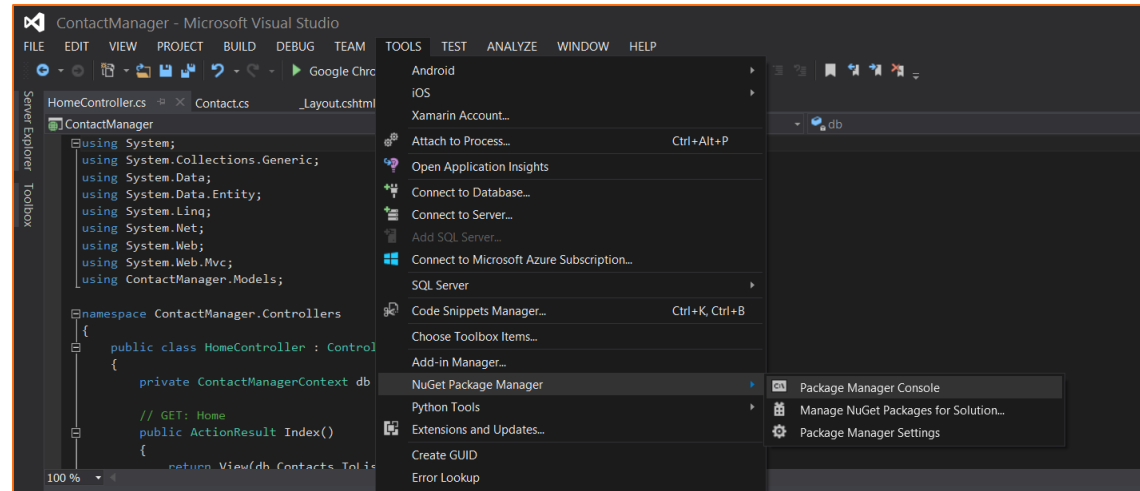 ContactManager - Microsoft Visual Studio
FILE EDIT VIEW PROJECT BUILD DEBUG TEAM TOOLS TEST ANALYZE WINDOW HELP
Google Chro
Server Explorer
Toolbox
HomeController.cs Contact.cs _Layout.cshtml
ContactManager
db
using System;
using System.Collections.Generic;
using System.Data;
using System.Data.Entity;
using System.Linq;
using System.Net;
using System.Web;
using System.Web.Mvc;
using ContactManager.Models;
namespace ContactManager.Controllers
{
public class HomeController : Control
{
private ContactManagerContext db
// GET: Home
public ActionResult Index()
{
return View(db.Contacts.ToLis
100 %
Android
iOS
Xamarin Account...
Attach to Process... Ctrl+Alt+P
Open Application Insights
Connect to Database...
Connect to Server...
Add SQL Server...
Connect to Microsoft Azure Subscription...
SQL Server
Code Snippets Manager... Ctrl+K, Ctrl+B
Choose Toolbox Items...
Add-in Manager...
NuGet Package Manager
Python Tools
Extensions and Updates...
Create GUID
Error Lookup
Package Manager Console
Manage NuGet Packages for Solution...
Package Manager Settings